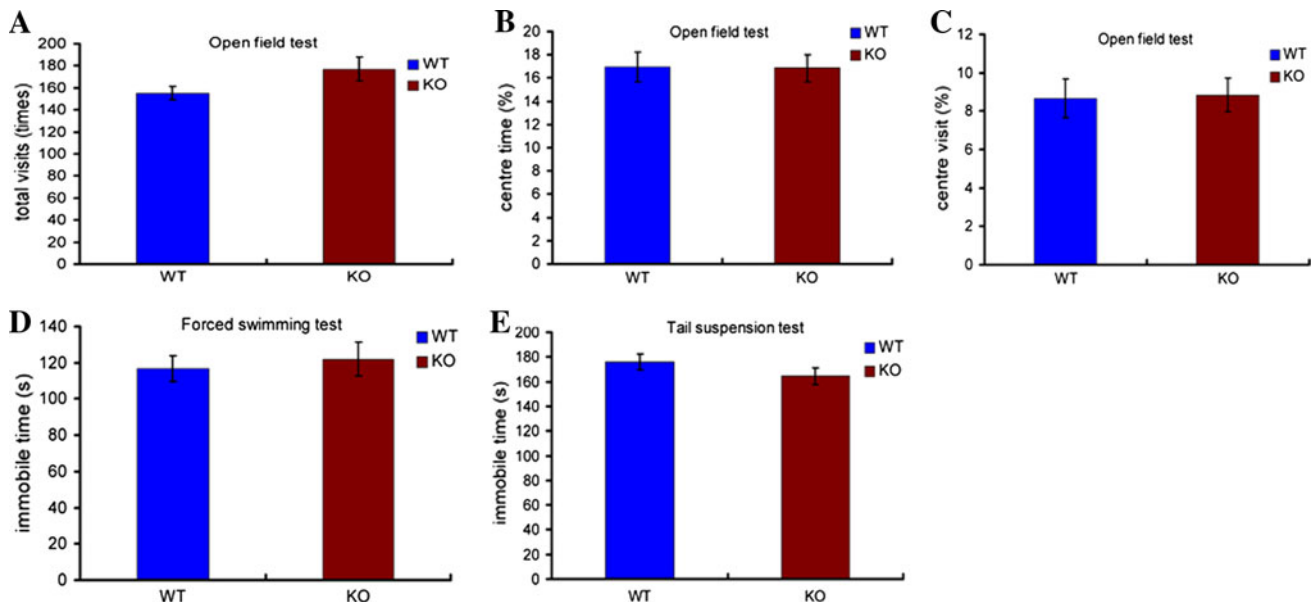 A
Open field test
WT
KO
total visits (times)
200
180
160
140
120
100
80
60
40
20
0
WT
KO
B
Open field test
WT
KO
centre time (%)
20
18
16
14
12
10
8
6
4
2
0
WT
KO
C
Open field test
WT
KO
centre visit (%)
12
10
8
6
4
2
0
WT
KO
D
Forced swimming test
WT
KO
immobile time (s)
140
120
100
80
60
40
20
0
WT
KO
E
Tail suspension test
WT
KO
immobile time (s)
200
180
160
140
120
100
80
60
40
20
0
WT
KO